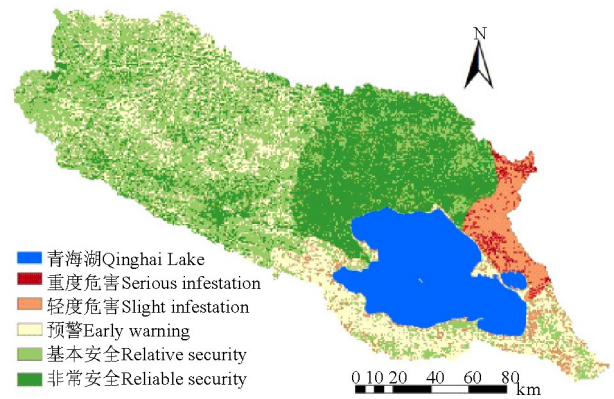 N
青海湖Qinghai Lake
重度危害Serious infestation
轻度危害Slight infestation
预警Early warning
基本安全Relative security
非常安全Reliable security
0 10 20 40 60 80
km